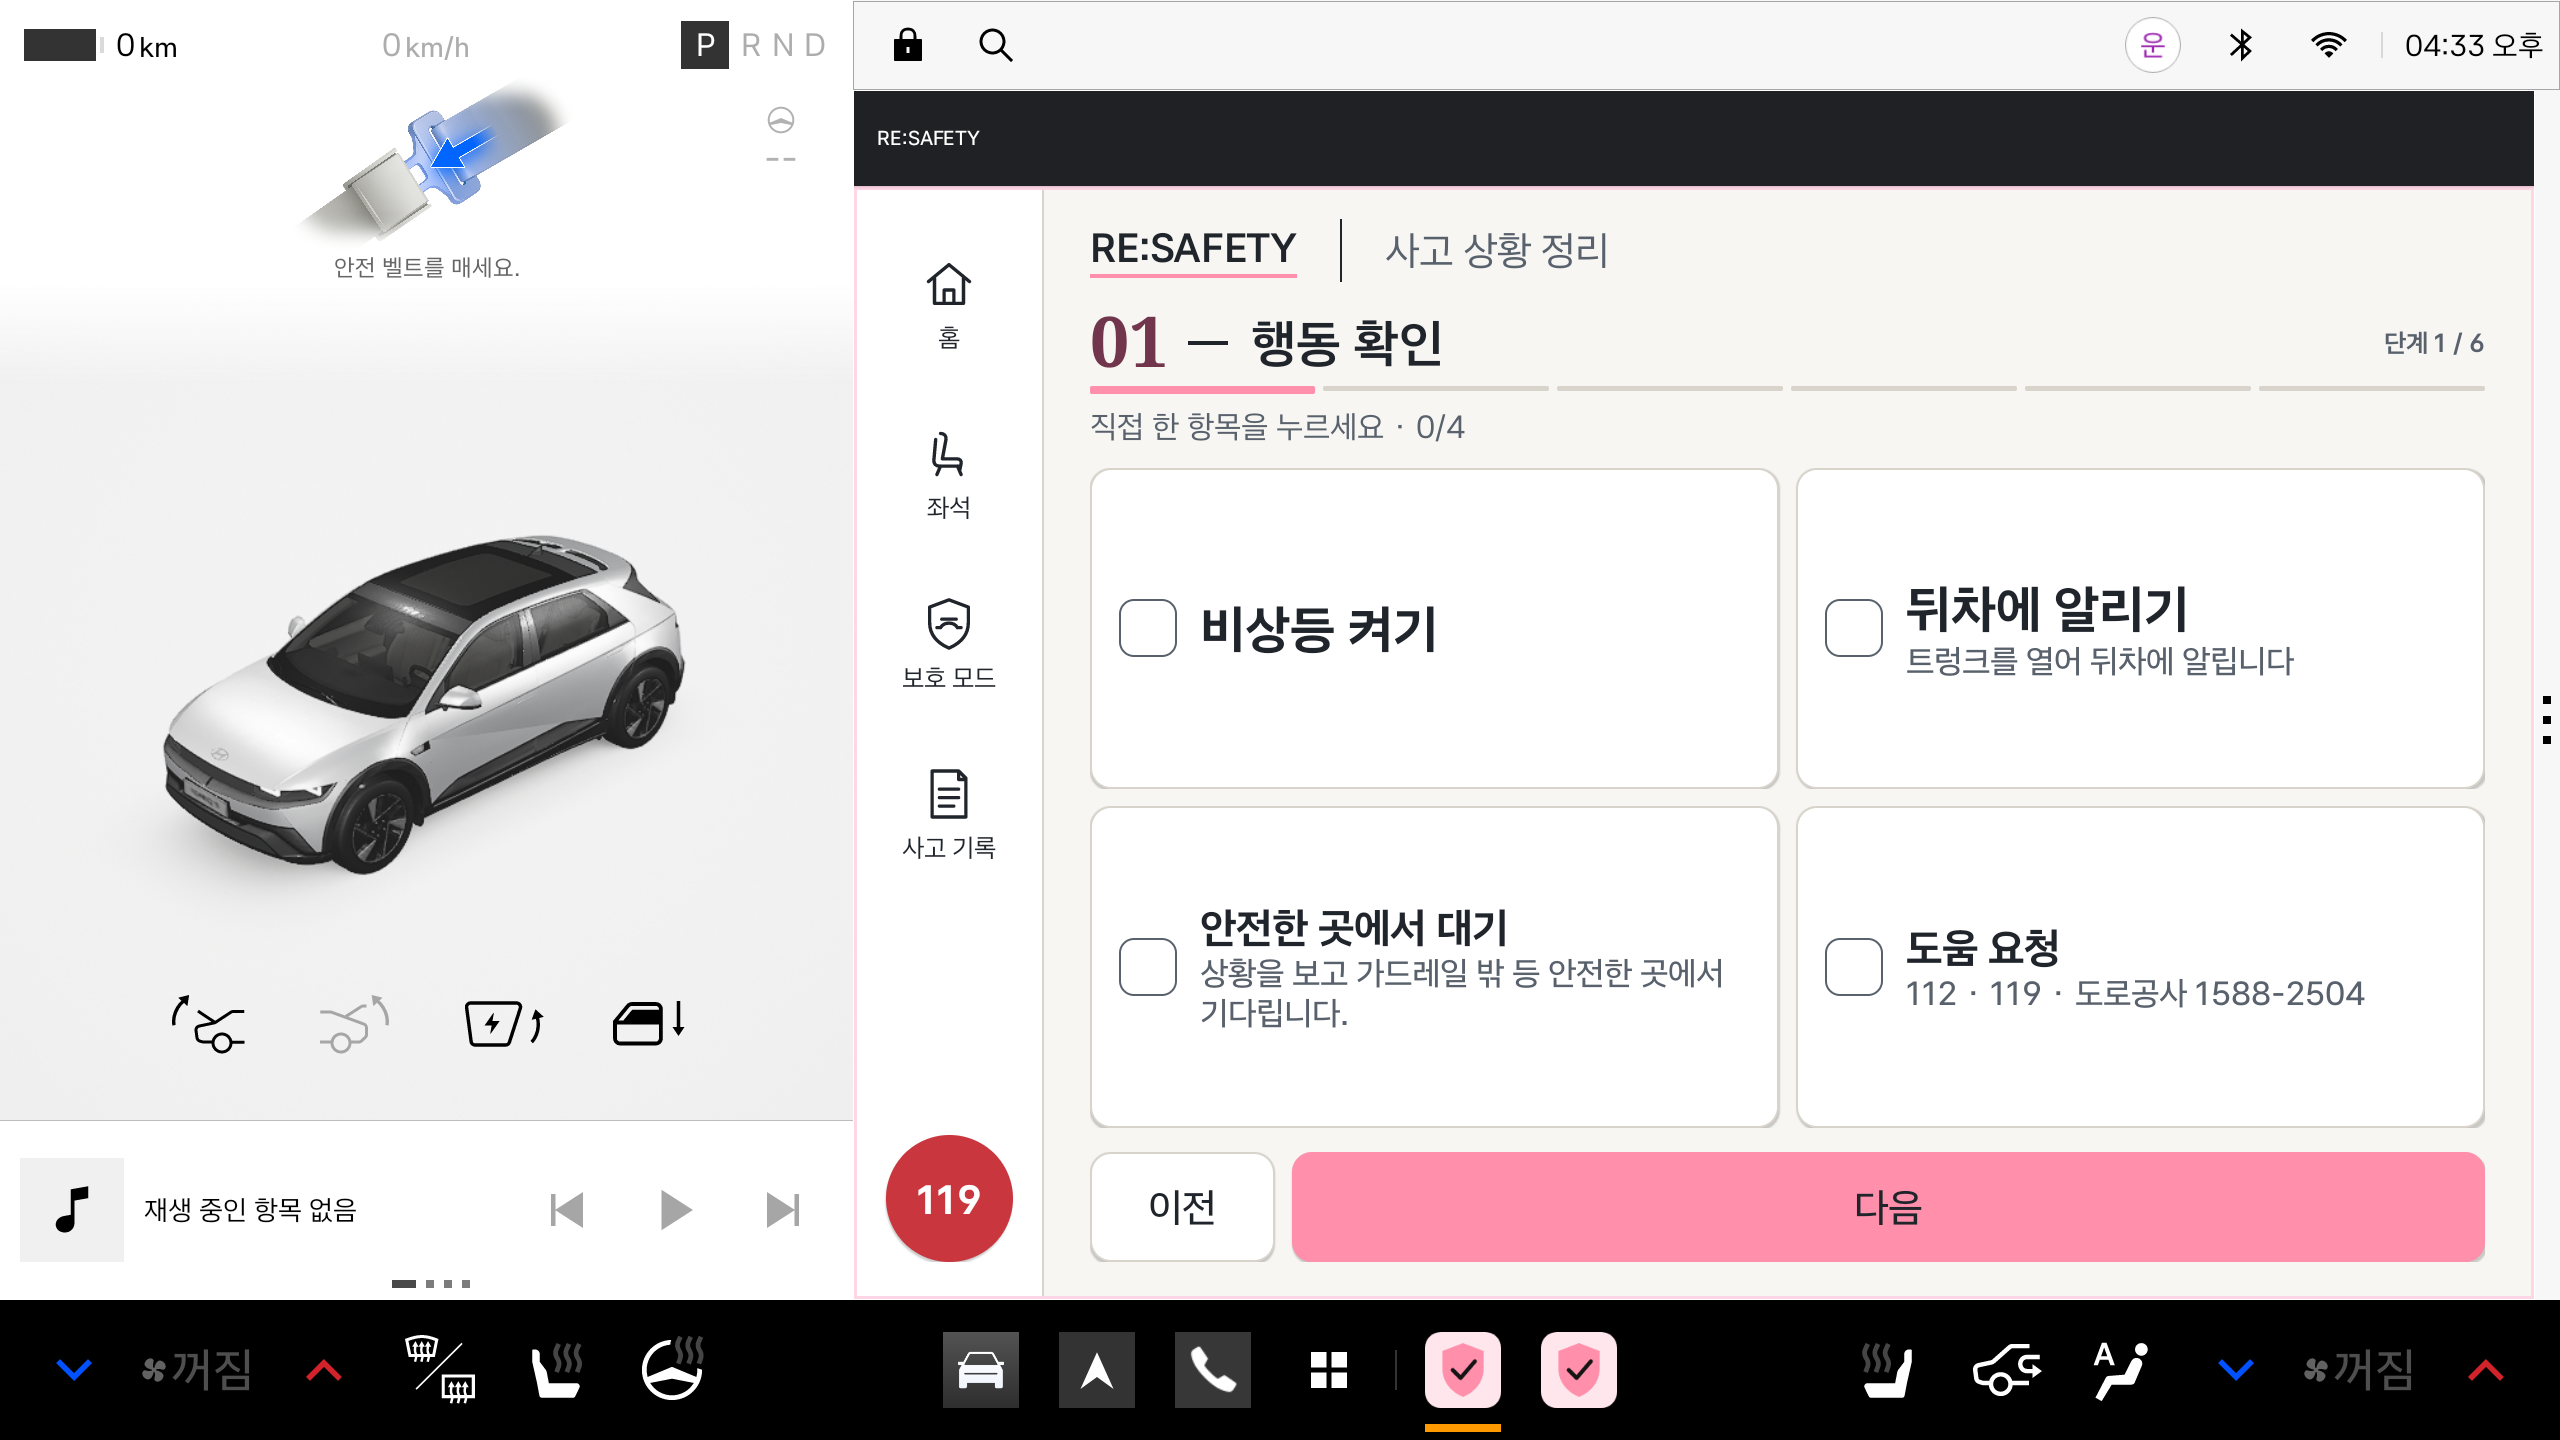 0 km
0 km/h
P R N D
운
04:33 오후
안전 벨트를 매세요.
재생 중인 항목 없음
RE:SAFETY
홈
좌석
보호 모드
사고 기록
119
RE:SAFETY
사고 상황 정리
01 — 행동 확인
단계 1 / 6
직접 한 항목을 누르세요 · 0/4
비상등 켜기
뒤차에 알리기
트렁크를 열어 뒤차에 알립니다
안전한 곳에서 대기
상황을 보고 가드레일 밖 등 안전한 곳에서
기다립니다.
도움 요청
112 · 119 · 도로공사 1588-2504
이전
다음
꺼짐
A
꺼짐